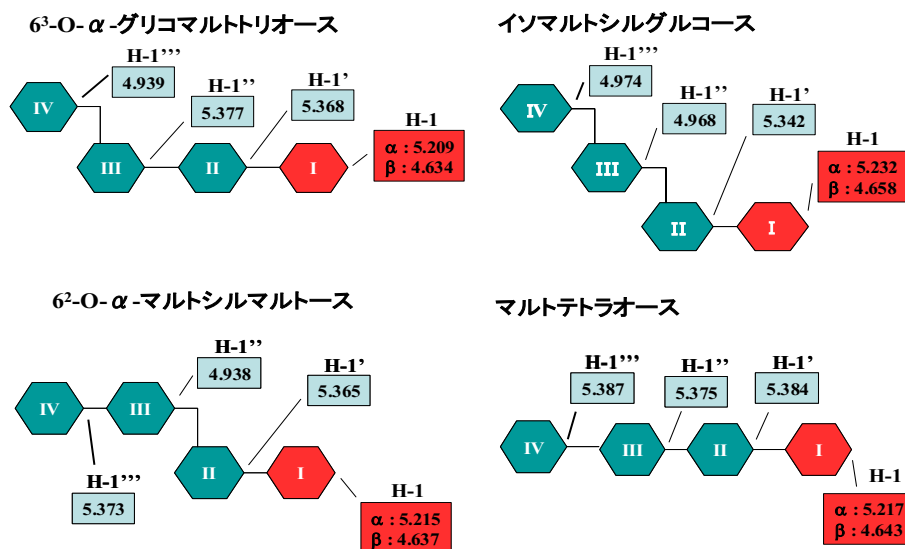 6³-O-α-グリコマルトトリオース
H-1’’’
4.939
H-1’’
5.377
H-1’
5.368
H-1
α : 5.209
β : 4.634
IV
III
II
I
イソマルトシルグルコース
H-1’’’
4.974
H-1’’
4.968
H-1’
5.342
H-1
α : 5.232
β : 4.658
IV
III
II
I
6²-O-α-マルトシルマルトース
H-1’’
4.938
H-1’
5.365
IV
III
II
I
H-1’’’
5.373
H-1
α : 5.215
β : 4.637
マルトテトラオース
H-1’’’
5.387
H-1’’
5.375
H-1’
5.384
IV
III
II
I
H-1
α : 5.217
β : 4.643